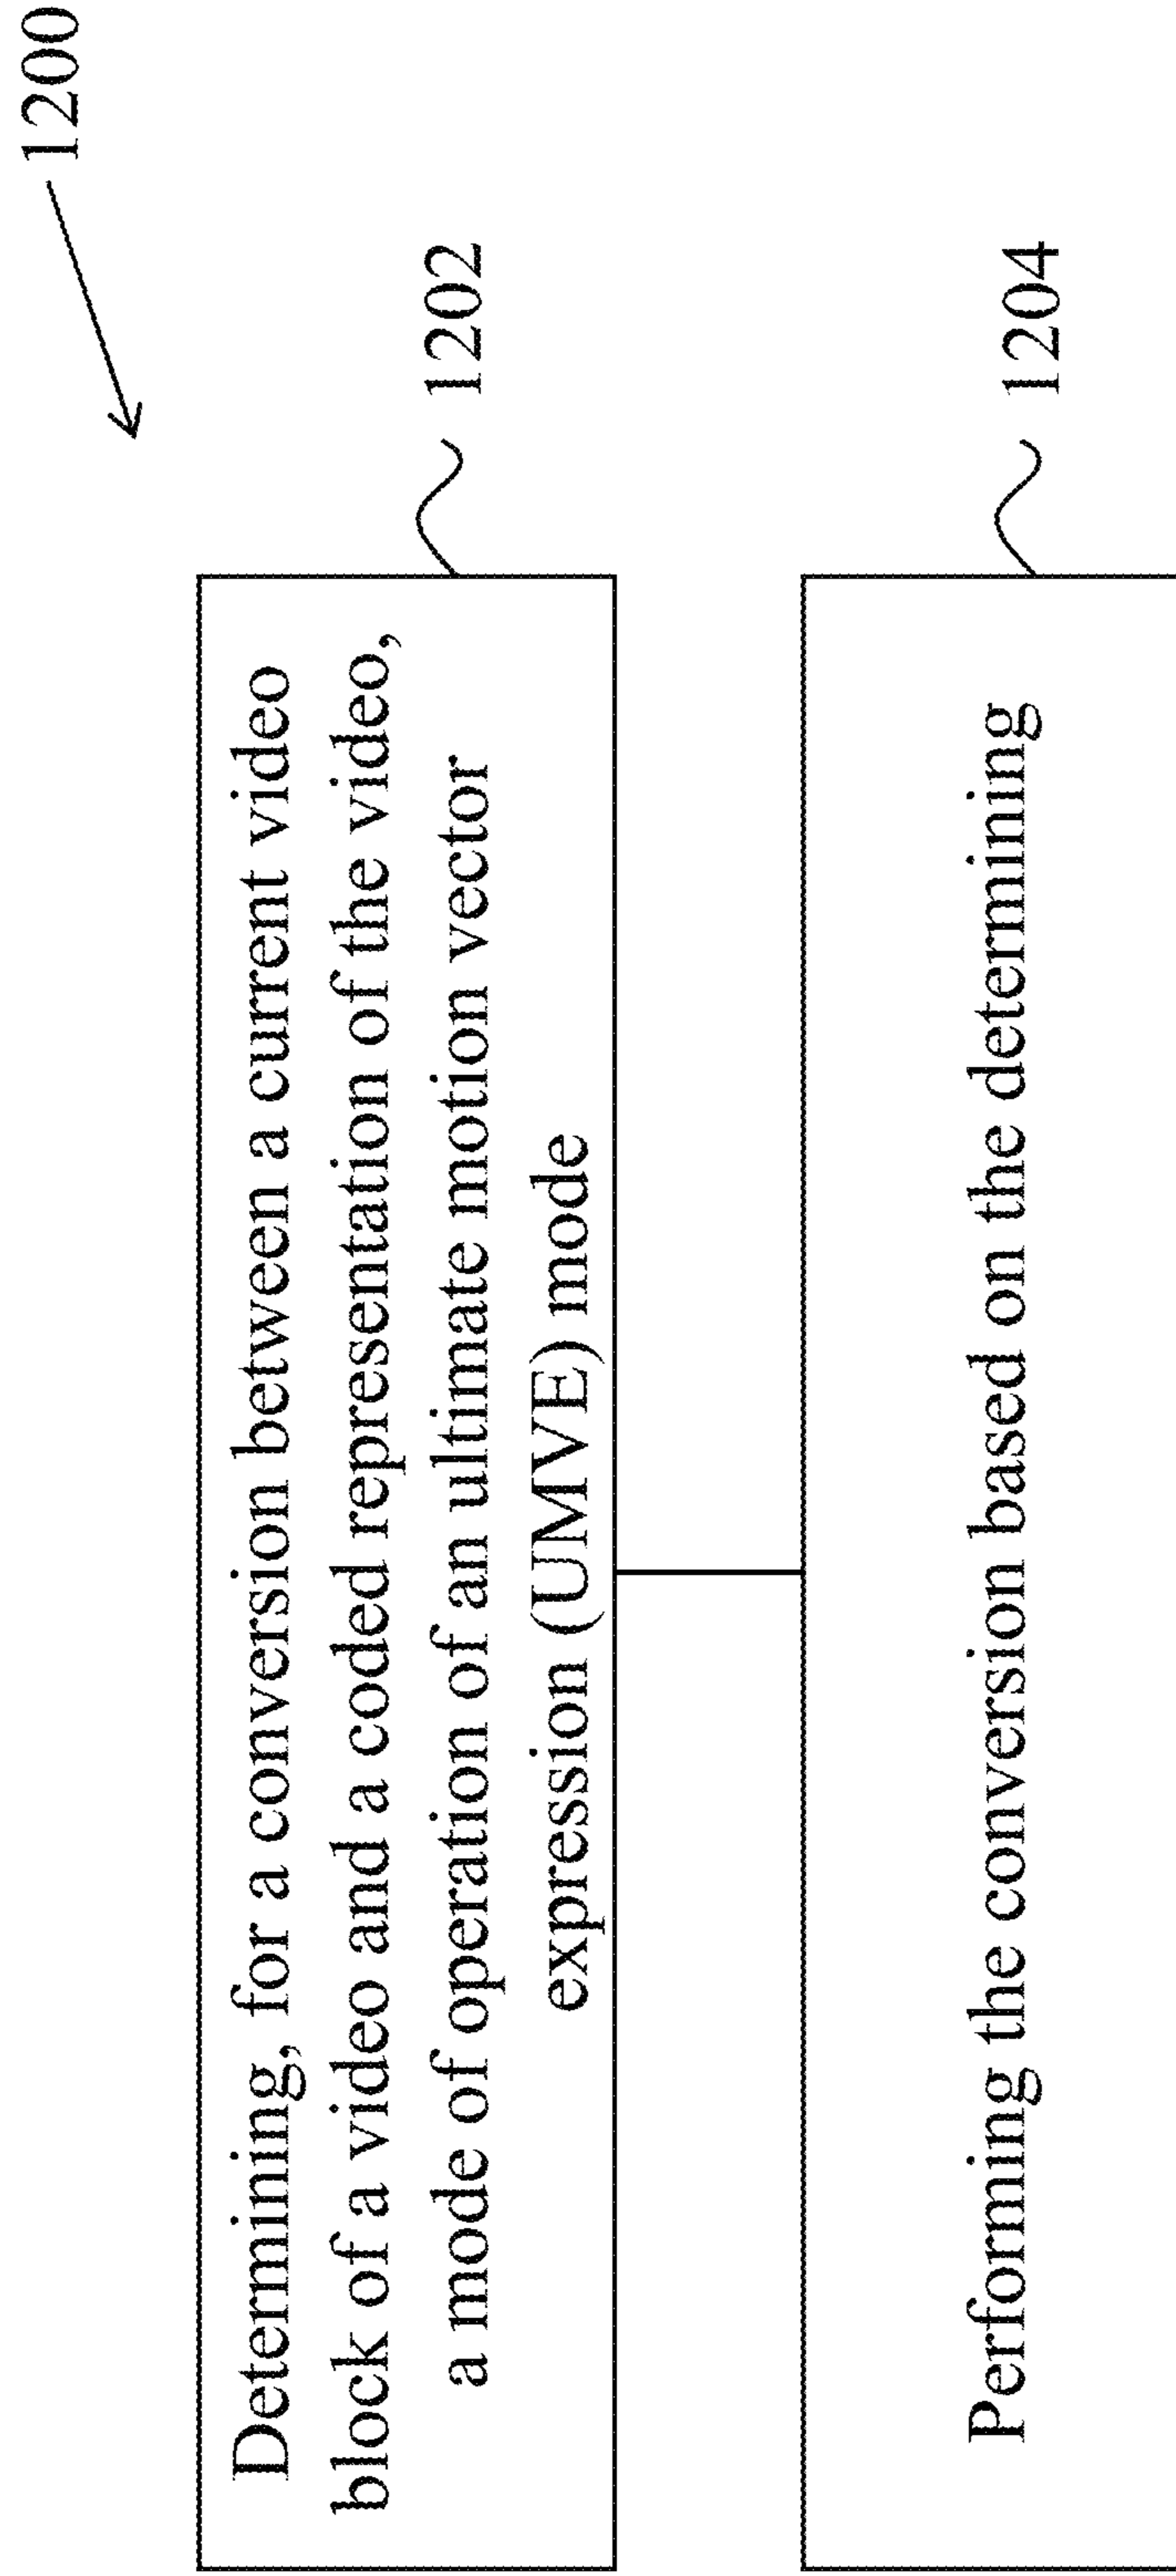 1200
Determining, for a conversion between a current video
block of a video and a coded representation of the video,
a mode of operation of an ultimate motion vector
expression (UMVE) mode
1202
Performing the conversion based on the determining
1204